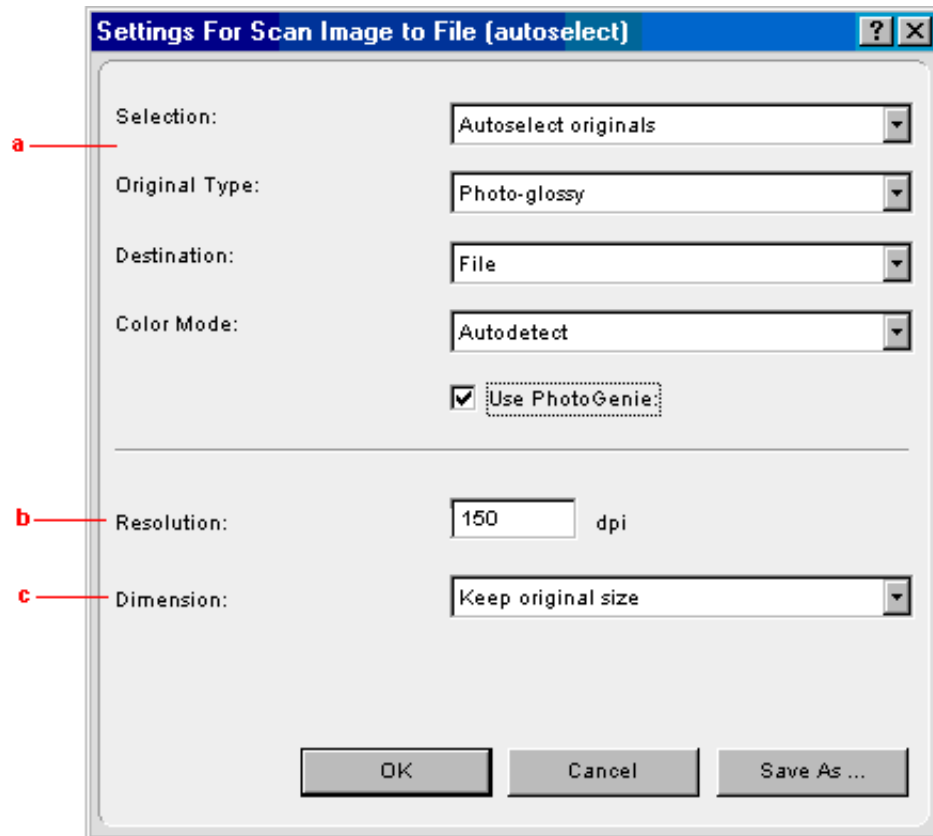 Settings For Scan Image to File (autoselect) ? X
Selection: Autoselect originals
a
Original Type: Photo-glossy
Destination: File
Color Mode: Autodetect
Use PhotoGenie:
b Resolution: 150 dpi
c Dimension: Keep original size
OK Cancel Save As ...